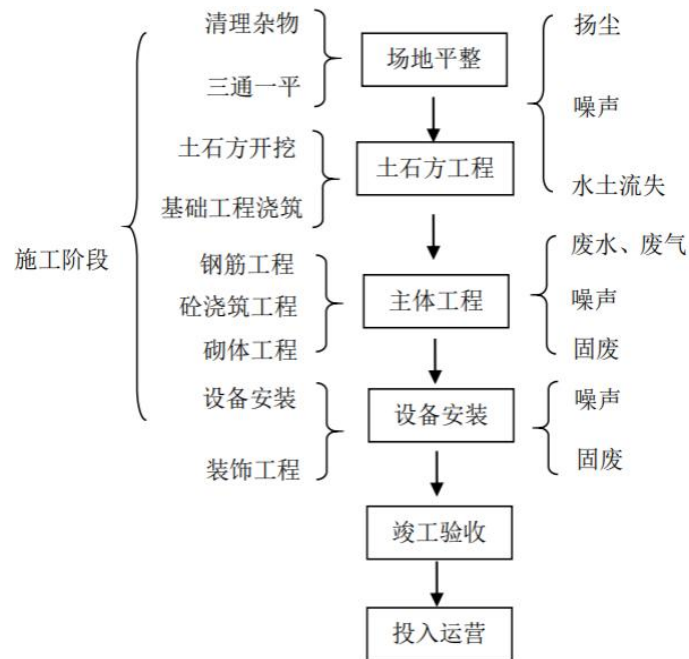 清理杂物
场地平整
扬尘
三通一平
噪声
土石方开挖
土石方工程
水土流失
基础工程浇筑
施工阶段
废水、废气
钢筋工程
砼浇筑工程
主体工程
噪声
砌体工程
固废
设备安装
设备安装
噪声
装饰工程
固废
竣工验收
投入运营